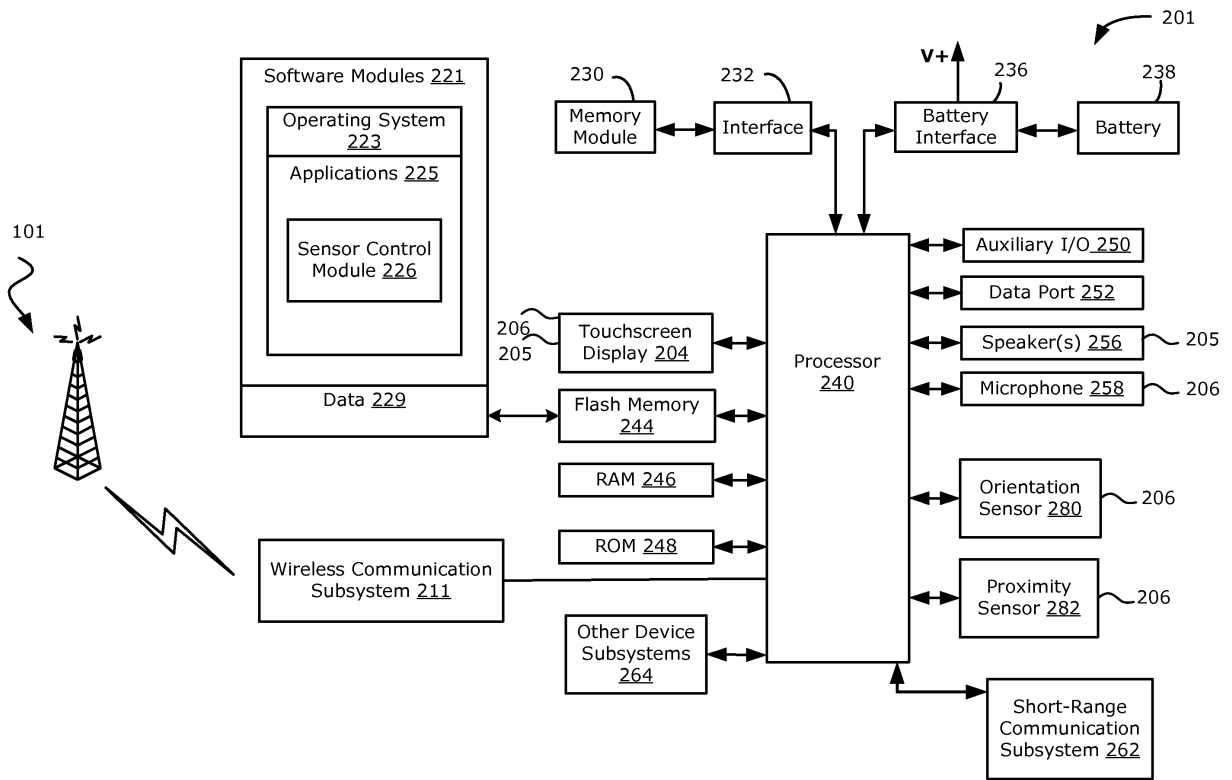 201
V+
230
232
236
238
Software Modules 221
Operating System
223
Applications 225
Sensor Control
Module 226
Data 229
Memory
Module
Interface
Battery
Interface
Battery
101
206
205
Touchscreen
Display 204
Flash Memory
244
RAM 246
ROM 248
Wireless Communication
Subsystem 211
Other Device
Subsystems
264
Processor
240
Auxiliary I/O 250
Data Port 252
Speaker(s) 256
205
Microphone 258
206
Orientation
Sensor 280
206
Proximity
Sensor 282
206
Short-Range
Communication
Subsystem 262